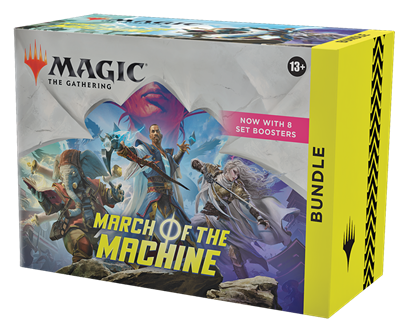 MAGIC
THE GATHERING
13+
NOW WITH 8
SET BOOSTERS
MARCH OF THE
MACHINE
BUNDLE